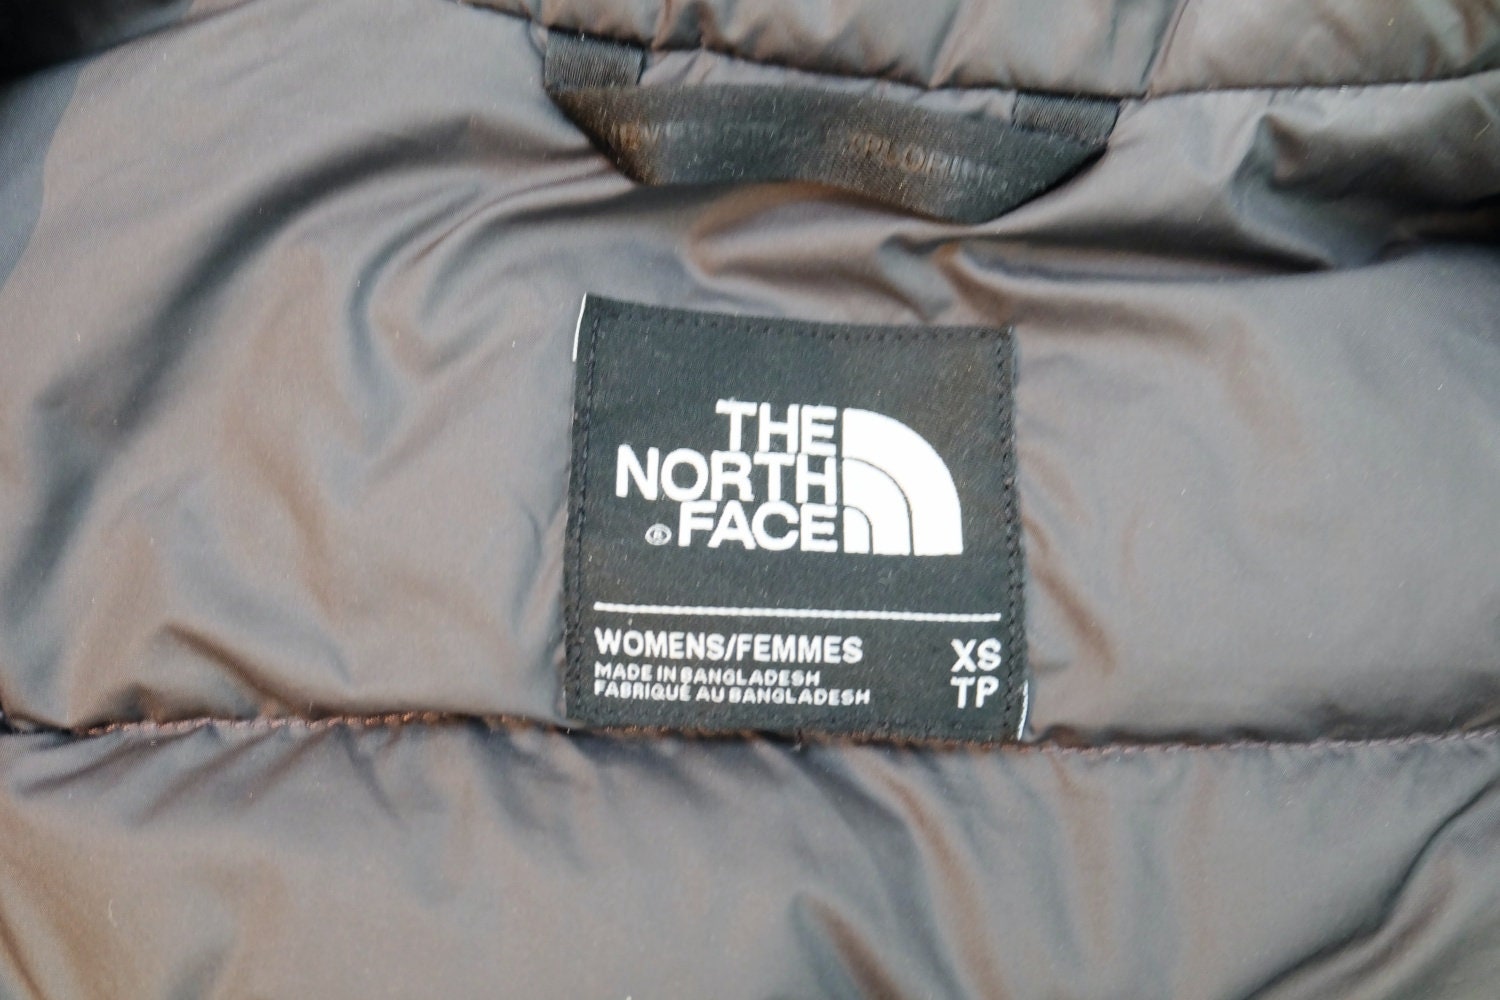 THE
NORTH
® FACE
WOMENS/FEMMES XS
MADE IN BANGLADESH
FABRIQUÉ AU BANGLADESH TP